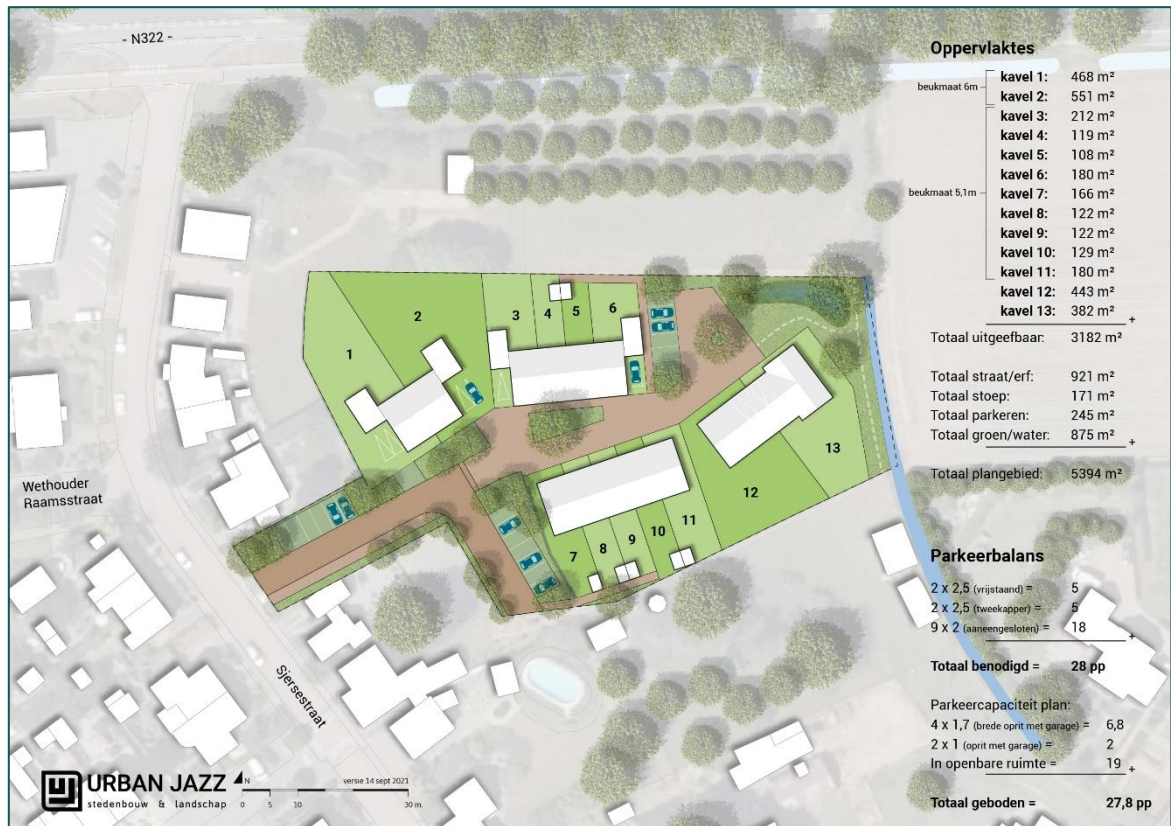 - N322 -
Oppervlaktes
beukmaat 6m
kavel 1: 468 m²
kavel 2: 551 m²
beukmaat 5,1m
kavel 3: 212 m²
kavel 4: 119 m²
kavel 5: 108 m²
kavel 6: 180 m²
kavel 7: 166 m²
kavel 8: 122 m²
kavel 9: 122 m²
kavel 10: 129 m²
kavel 11: 180 m²
kavel 12: 443 m²
kavel 13: 382 m²
+
Totaal uitgeefbaar: 3182 m²
Totaal straat/erf: 921 m²
Totaal stoep: 171 m²
Totaal parkeren: 245 m²
Totaal groen/water: 875 m²
+
Totaal plangebied: 5394 m²
Parkeerbalans
2 x 2,5 (vrijstaand) = 5
2 x 2,5 (tweekapper) = 5
9 x 2 (aaneengesloten) = 18
+
Totaal benodigd = 28 pp
Parkeercapaciteit plan:
4 x 1,7 (brede oprit met garage) = 6,8
2 x 1 (oprit met garage) = 2
In openbare ruimte = 19
+
Totaal geboden = 27,8 pp
1
2
3
4
5
6
7
8
9
10
11
12
13
Wethouder
Raamsstraat
Sjersestraat
URBAN JAZZ
stedenbouw & landschap
N
versie 14 sept 2021
0 5 10 30 m.